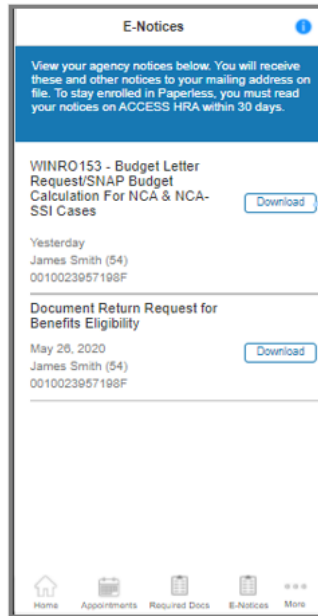 E-Notices
View your agency notices below. You will receive
these and other notices to your mailing address on
file. To stay enrolled in Paperless, you must read
your notices on ACCESS HRA within 30 days.
WINRO153 - Budget Letter
Request/SNAP Budget
Calculation For NCA & NCA-
SSI Cases
Download
Yesterday
James Smith (54)
0010023957198F
Document Return Request for
Benefits Eligibility
May 26, 2020
Download
James Smith (54)
0010023957198F
Home Appointments Required Docs E-Notices More